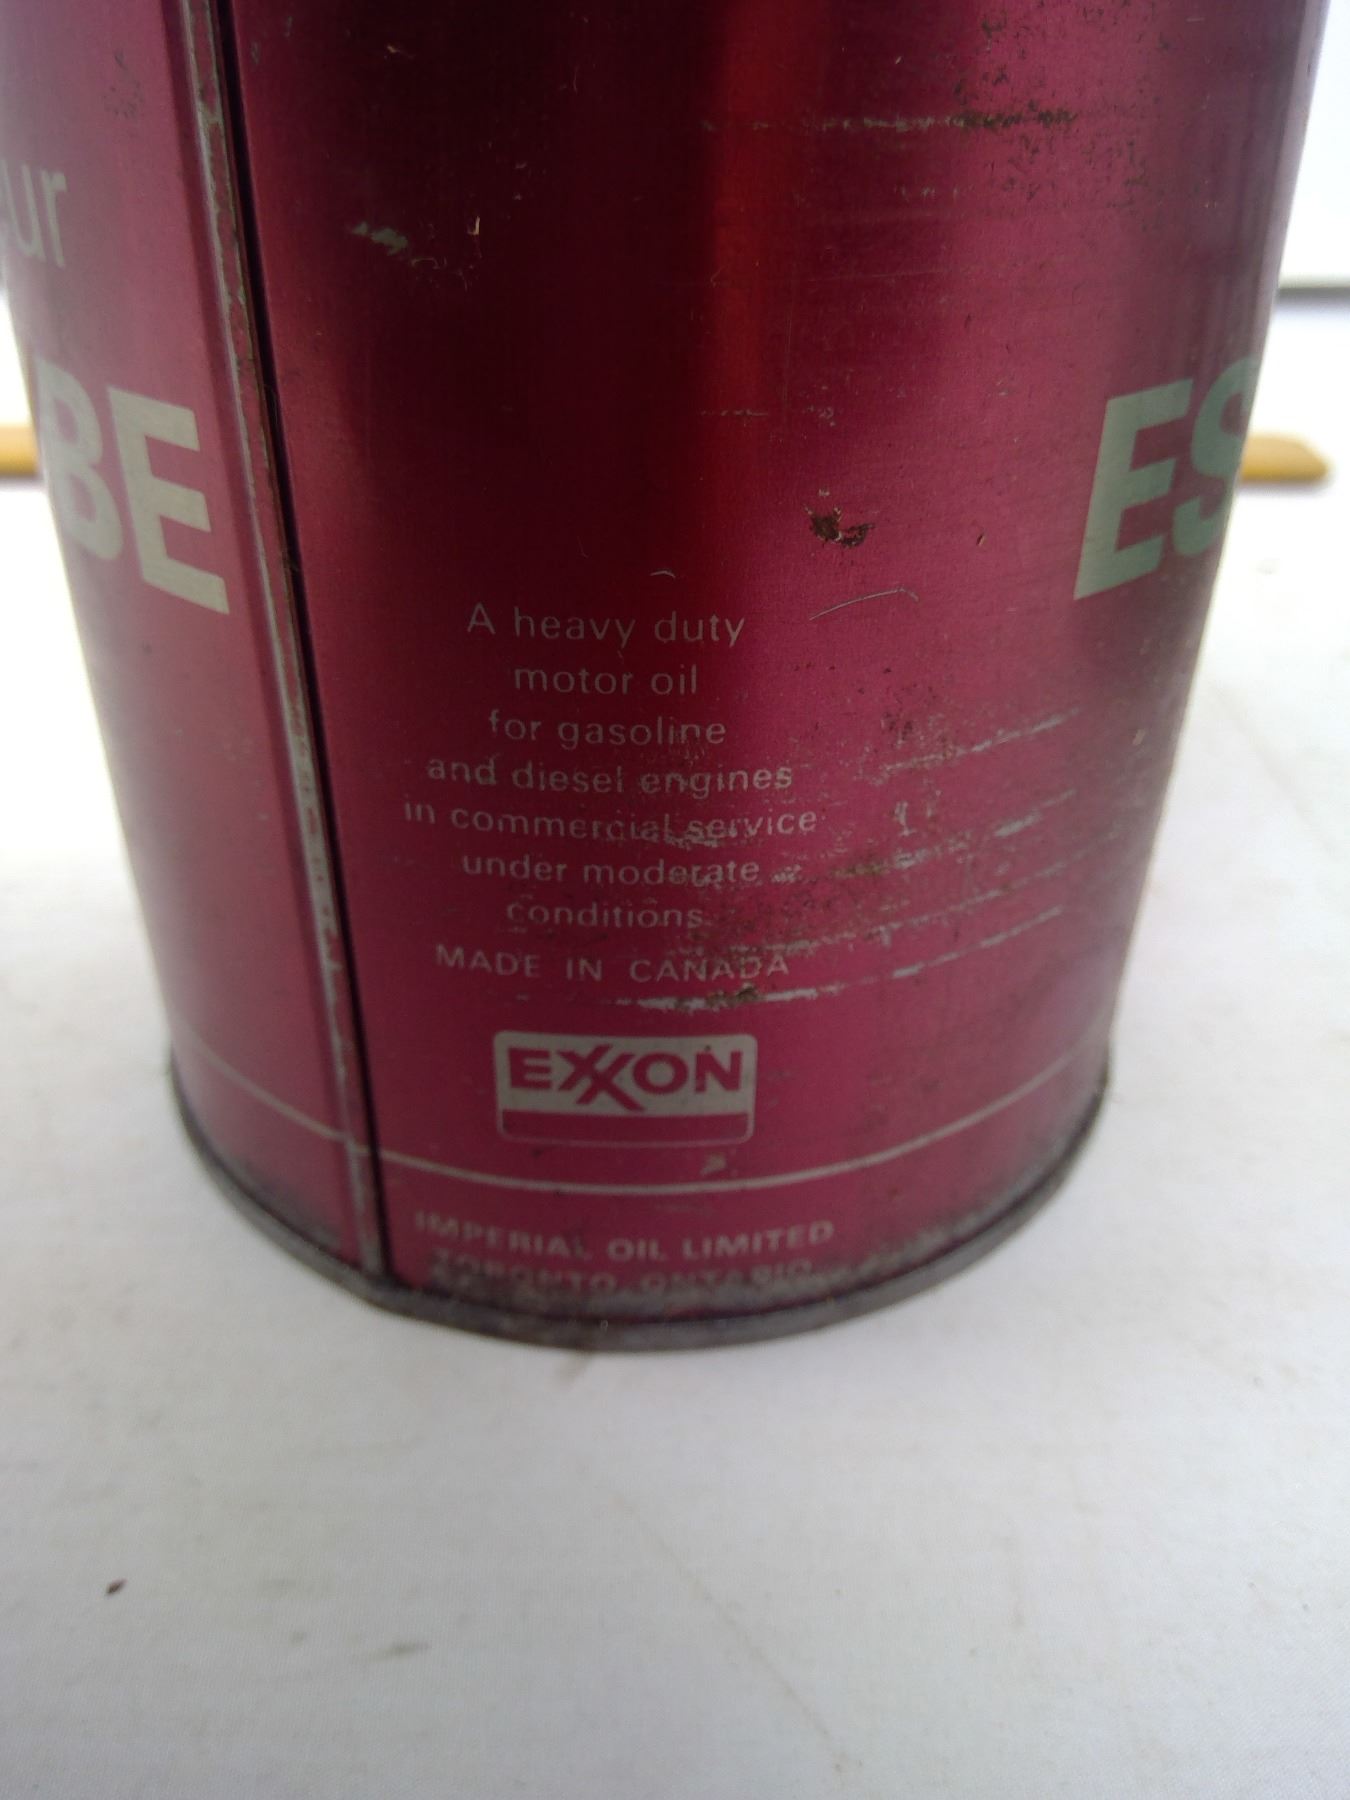 ur
BE
ES
A heavy duty
motor oil
for gasoline
and diesel engines
in commercial service
under moderate
conditions.
MADE IN CANADA
EXXON
IMPERIAL OIL LIMITED
TORONTO, ONTARIO